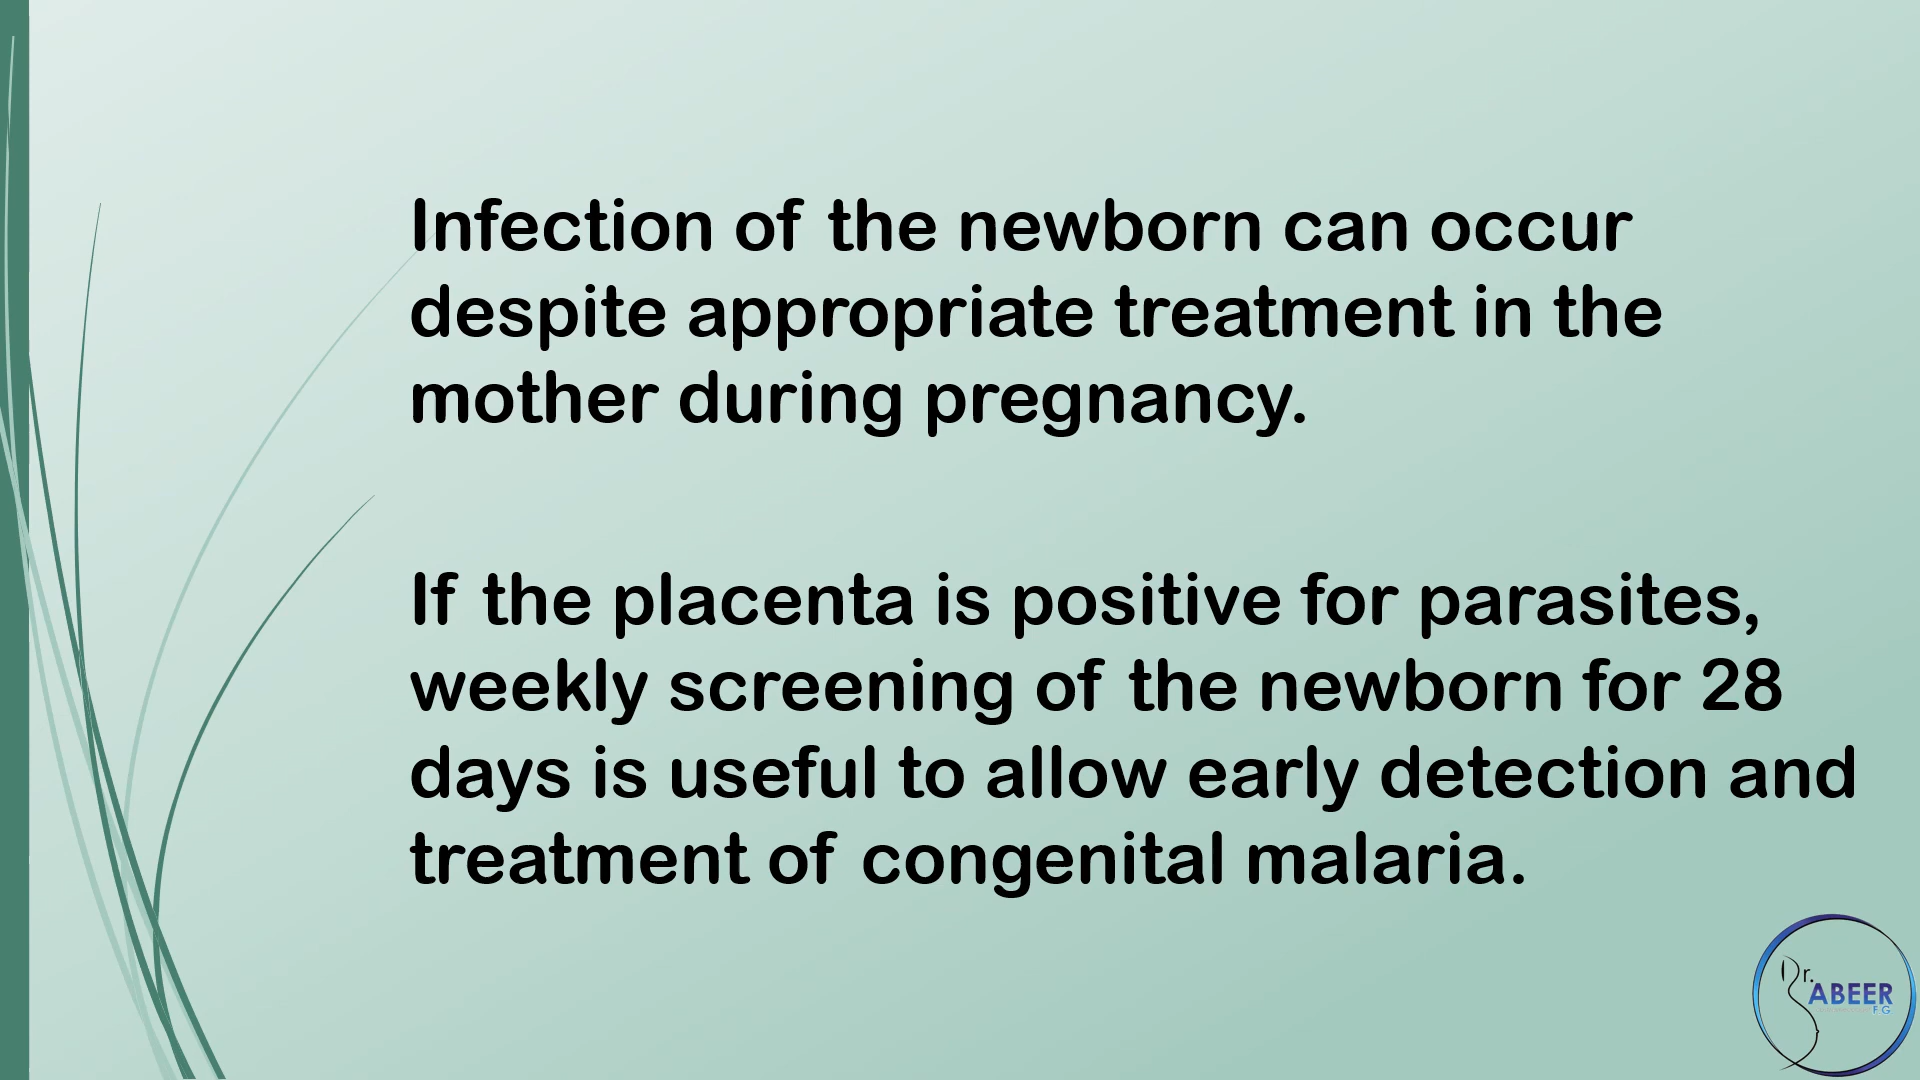 Infection of the newborn can occur
despite appropriate treatment in the
mother during pregnancy.
If the placenta is positive for parasites,
weekly screening of the newborn for 28
days is useful to allow early detection and
treatment of congenital malaria.
Dr.
ABEER
F.G